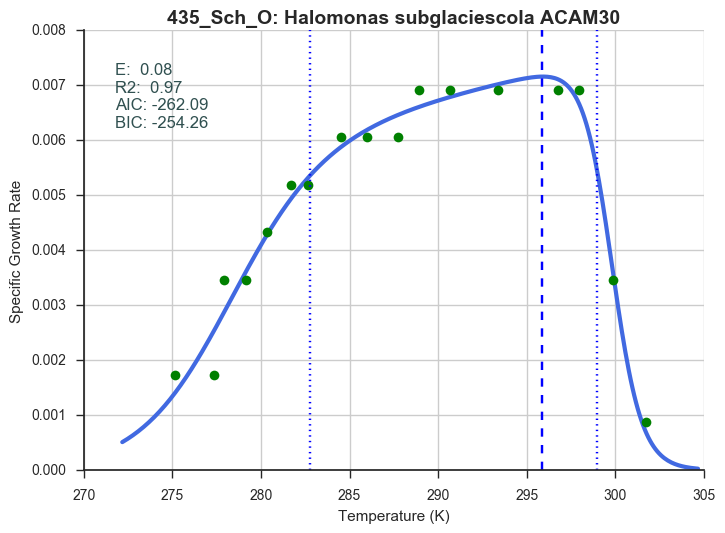 435_Sch_O: Halomonas subglaciescola ACAM30
E:  0.08
R2:  0.97
AIC: -262.09
BIC: -254.26
Specific Growth Rate
0.008
0.007
0.006
0.005
0.004
0.003
0.002
0.001
0.000
270 275 280 285 290 295 300 305
Temperature (K)